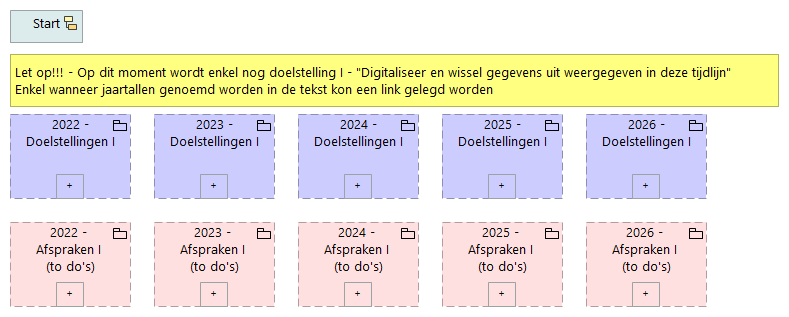 Start
Let op!!! - Op dit moment wordt enkel nog doelstelling I - "Digitaliseer en wissel gegevens uit weergegeven in deze tijdlijn"
Enkel wanneer jaartallen genoemd worden in de tekst kon een link gelegd worden
2022 -
Doelstellingen I
+
2023 -
Doelstellingen I
+
2024 -
Doelstellingen I
+
2025 -
Doelstellingen I
+
2026 -
Doelstellingen I
+
2022 -
Afspraken I
(to do's)
+
2023 -
Afspraken I
(to do's)
+
2024 -
Afspraken I
(to do's)
+
2025 -
Afspraken I
(to do's)
+
2026 -
Afspraken I
(to do's)
+